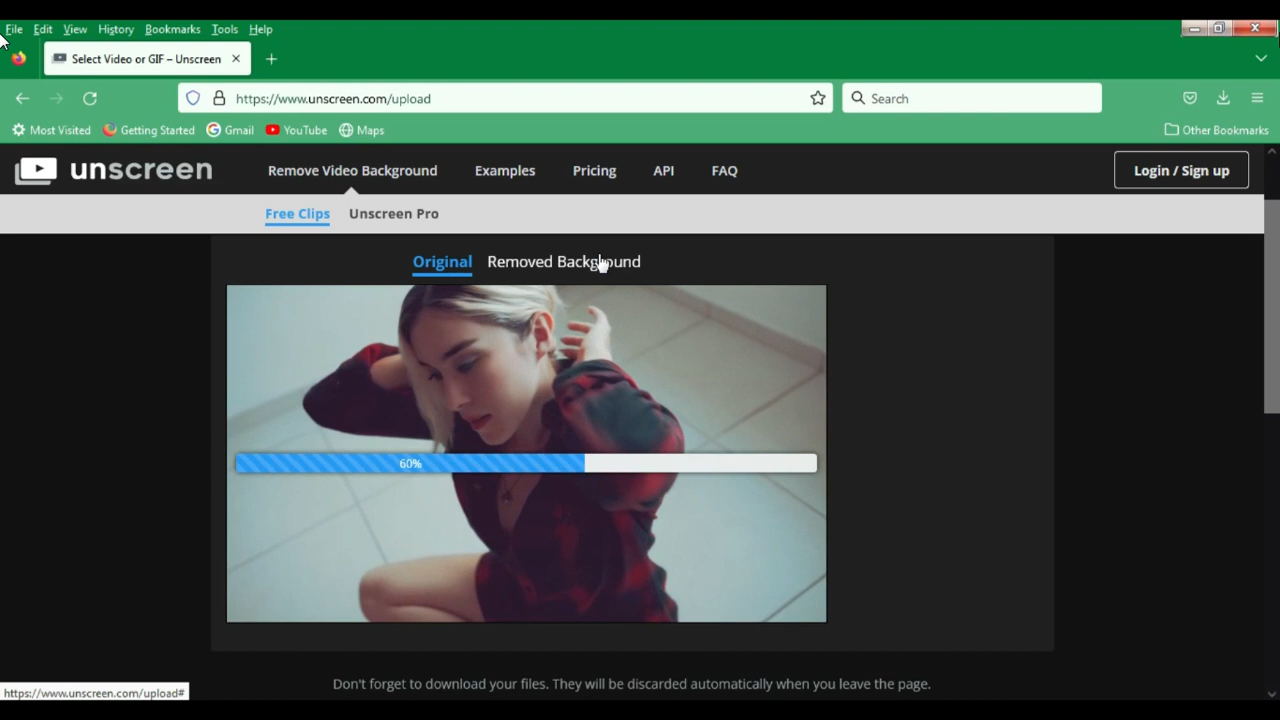 File Edit View History Bookmarks Tools Help
Select Video or GIF – Unscreen
https://www.unscreen.com/upload
Search
Most Visited Getting Started Gmail YouTube Maps Other Bookmarks
unscreen Remove Video Background Examples Pricing API FAQ Login / Sign up
Free Clips Unscreen Pro
Original Removed Background
60%
Don't forget to download your files. They will be discarded automatically when you leave the page.
https://www.unscreen.com/upload#